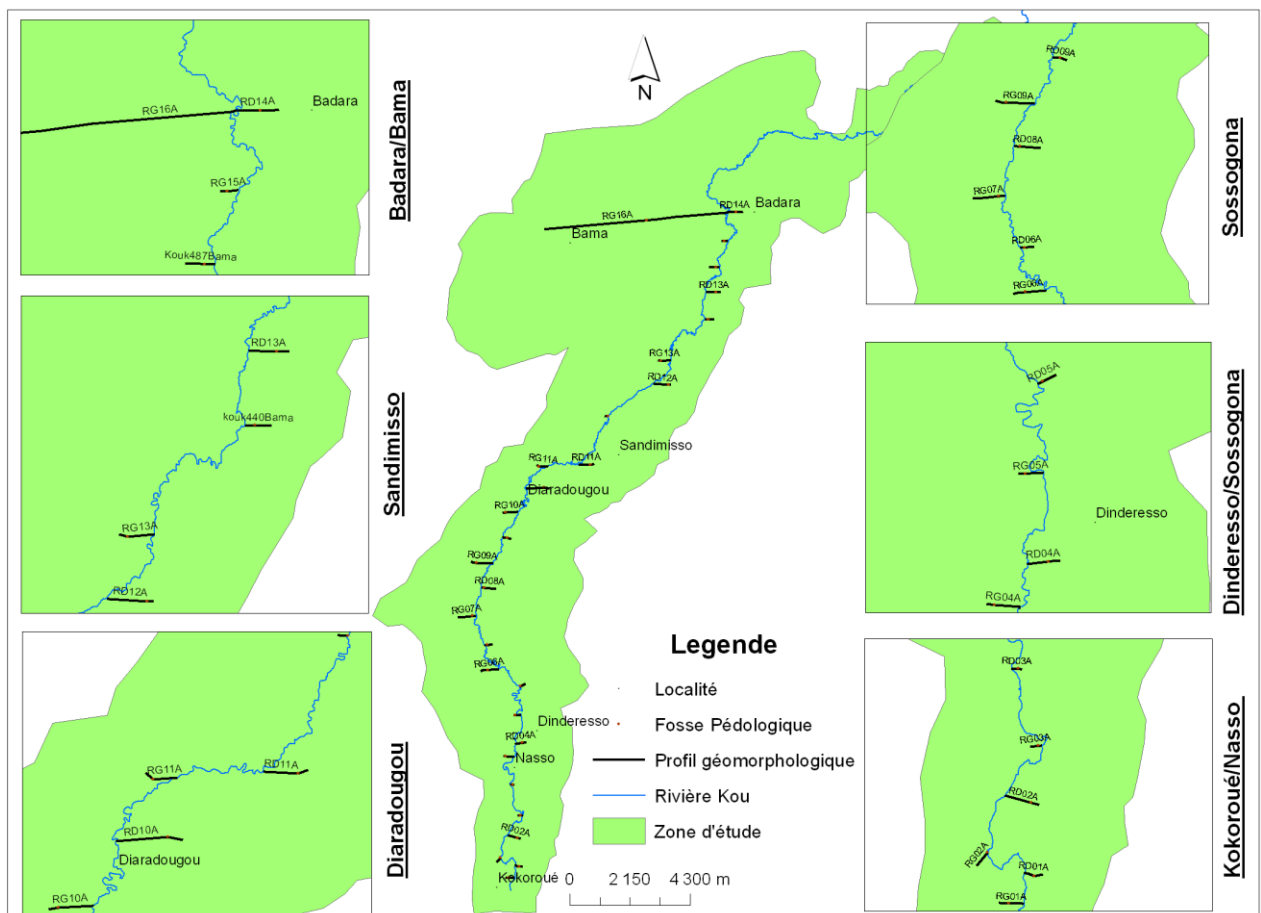 RG16A
RD14A
Badara
RG15A
Kouk487Bama
Badara/Bama
RD13A
kouk440Bama
RG13A
RD12A
Sandimisso
RG11A
RD11A
RD10A
Diaradougou
RG10A
Diaradougou
N
RD14A
Badara
RG16A
Bama
RD13A
RG13A
RD12A
Sandimisso
RG11A
RD11A
Diaradougou
RG10A
RG09A
RD08A
RG07A
RG06A
Dinderesso
RD04A
Nasso
RD02A
Kokoroué
Legende
Localité
Fosse Pédologique
Profil géomorphologique
Rivière Kou
Zone d'étude
0 2 150 4 300 m
RD09A
RG09A
RD08A
RG07A
RD06A
RG06A
Sossogona
RD05A
RG05A
Dinderesso
RD04A
RG04A
Dinderesso/Sossogona
RD03A
RG03A
RD02A
RG02A
RD01A
RG01A
Kokoroué/Nasso